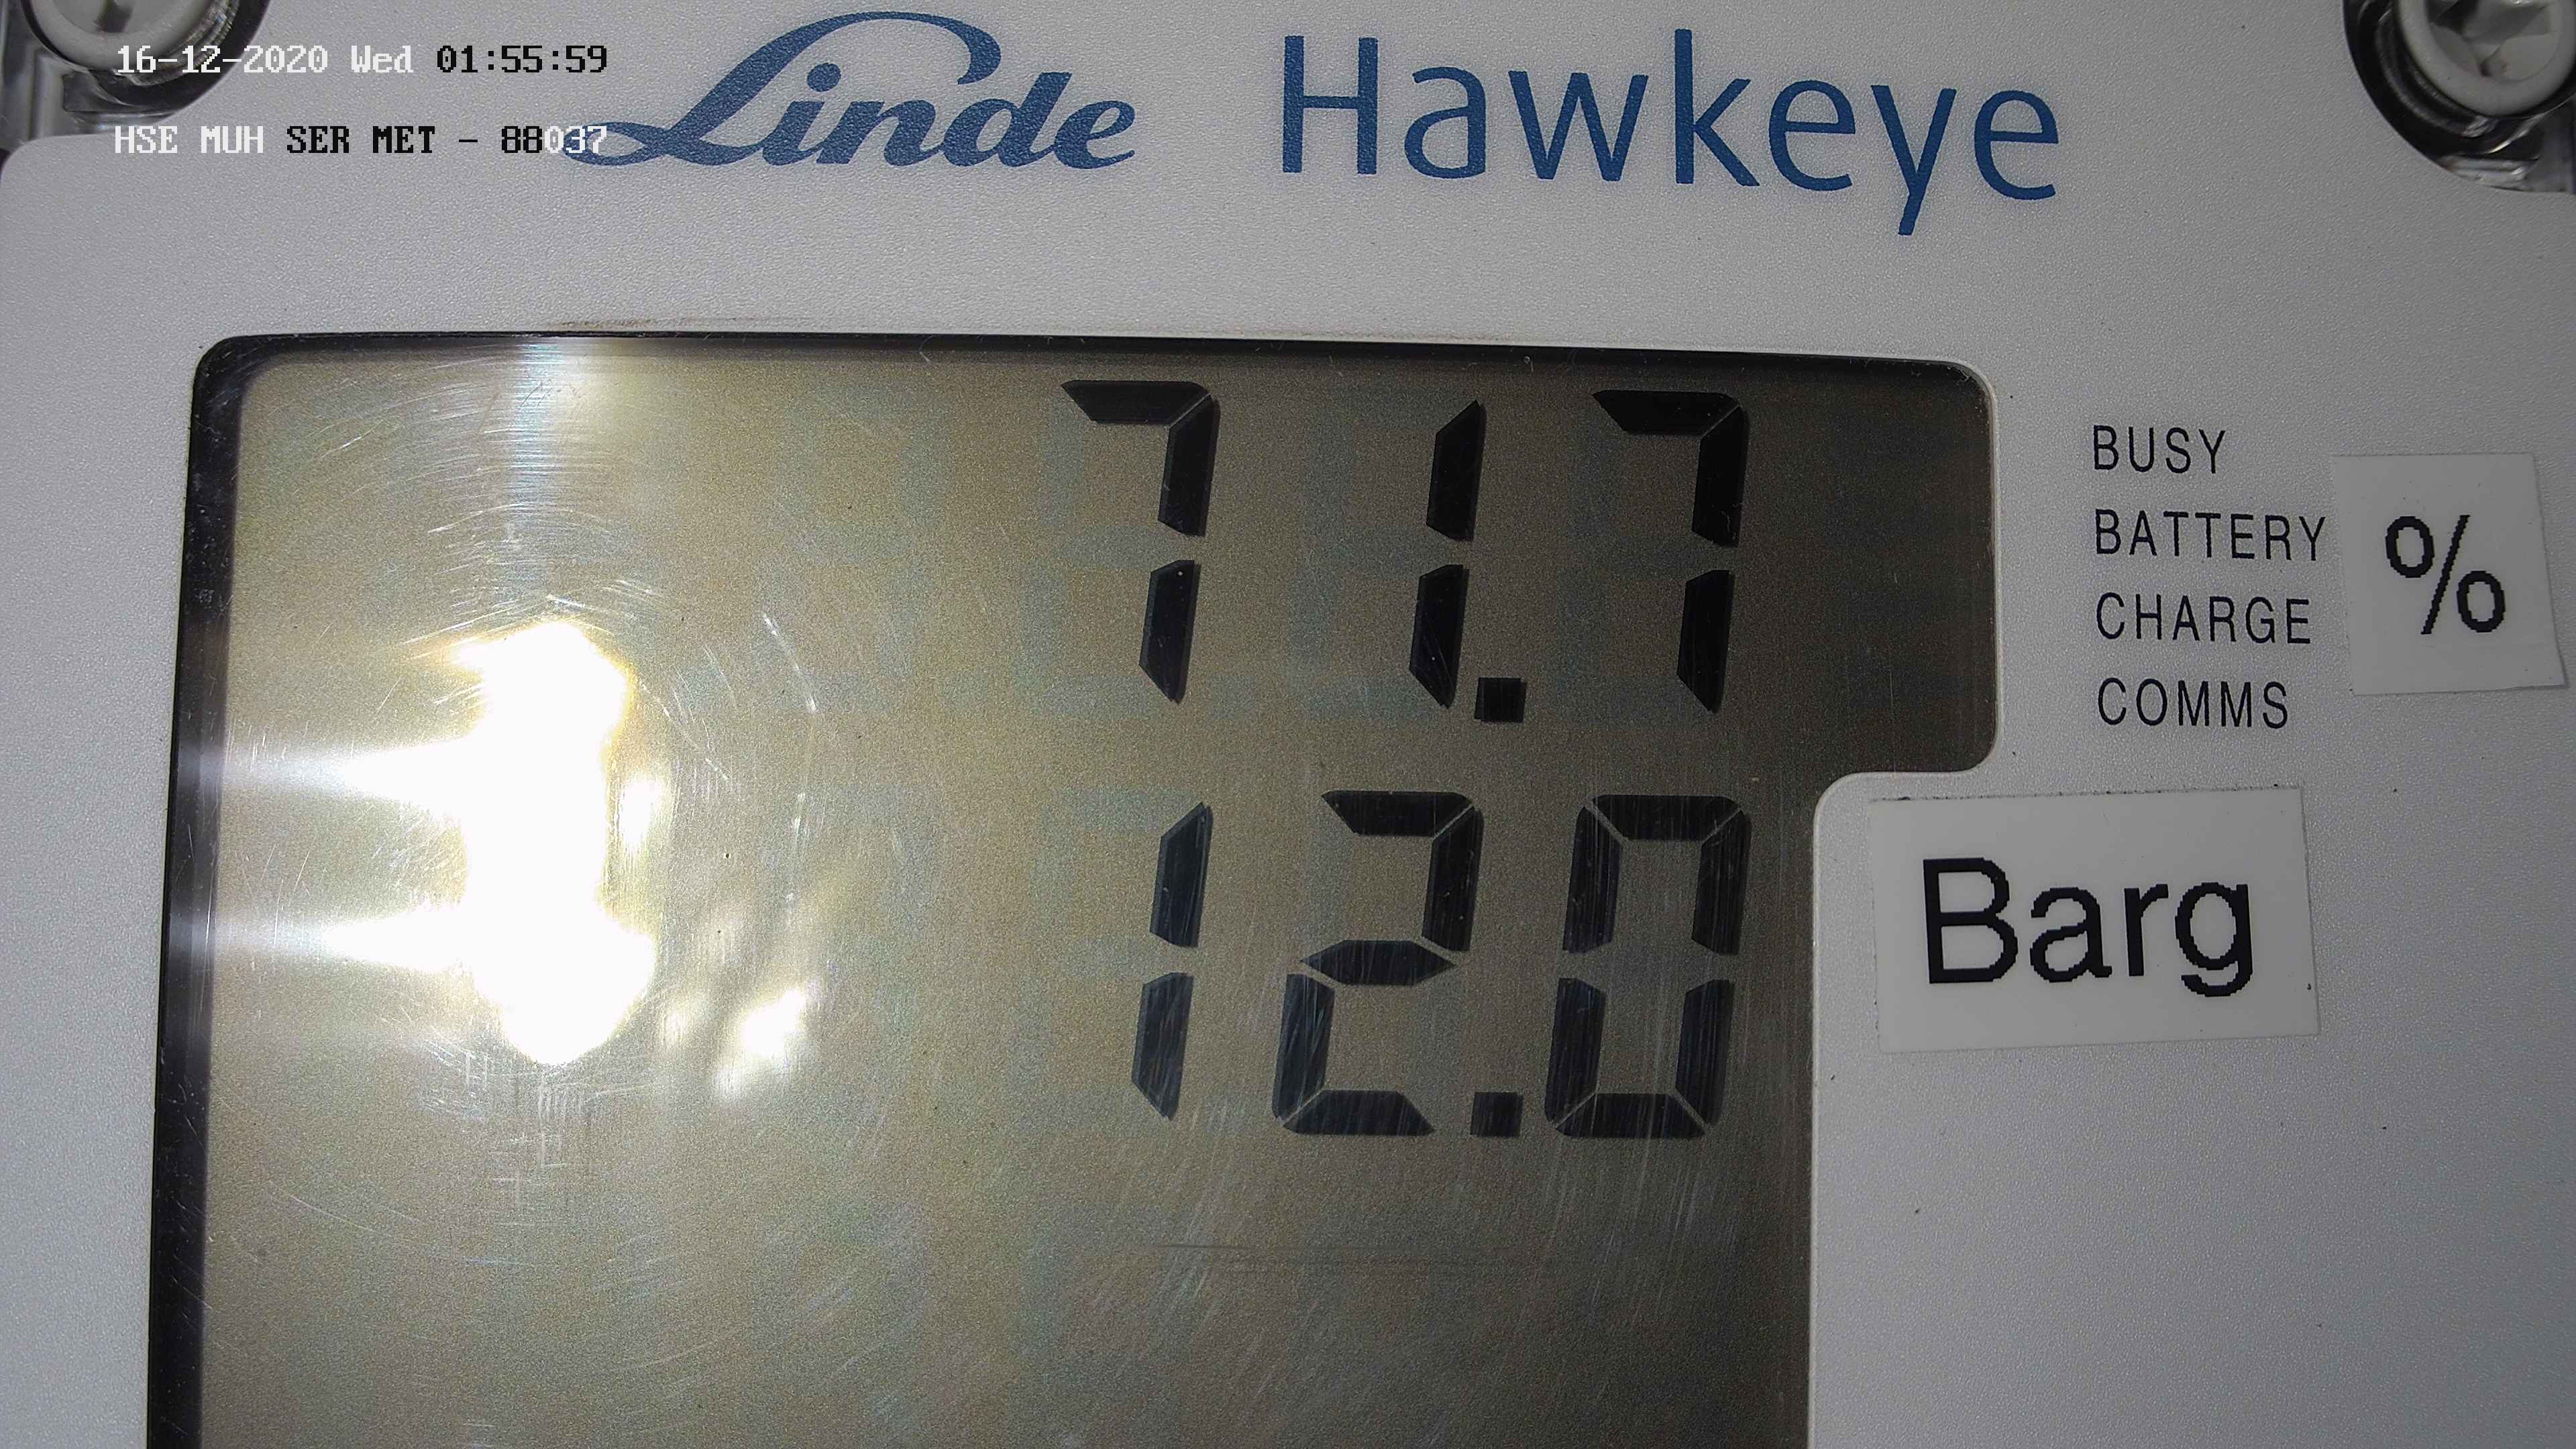 16-12-2020 Wed 01:55:59
HSE MUH SER MET - 88037
Linde Hawkeye
71.7
BUSY
BATTERY
CHARGE
COMMS
%
12.0
Barg